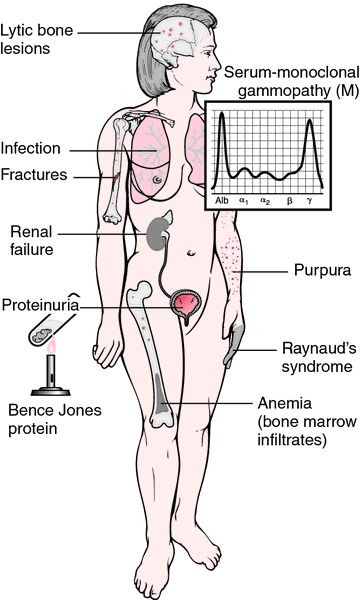 Lytic bone
lesions
Serum-monoclonal
gammopathy (M)
Alb α1 α2 β γ
Infection
Fractures
Renal
failure
Purpura
Proteinuria
Raynaud's
syndrome
Bence Jones
protein
Anemia
(bone marrow
infiltrates)